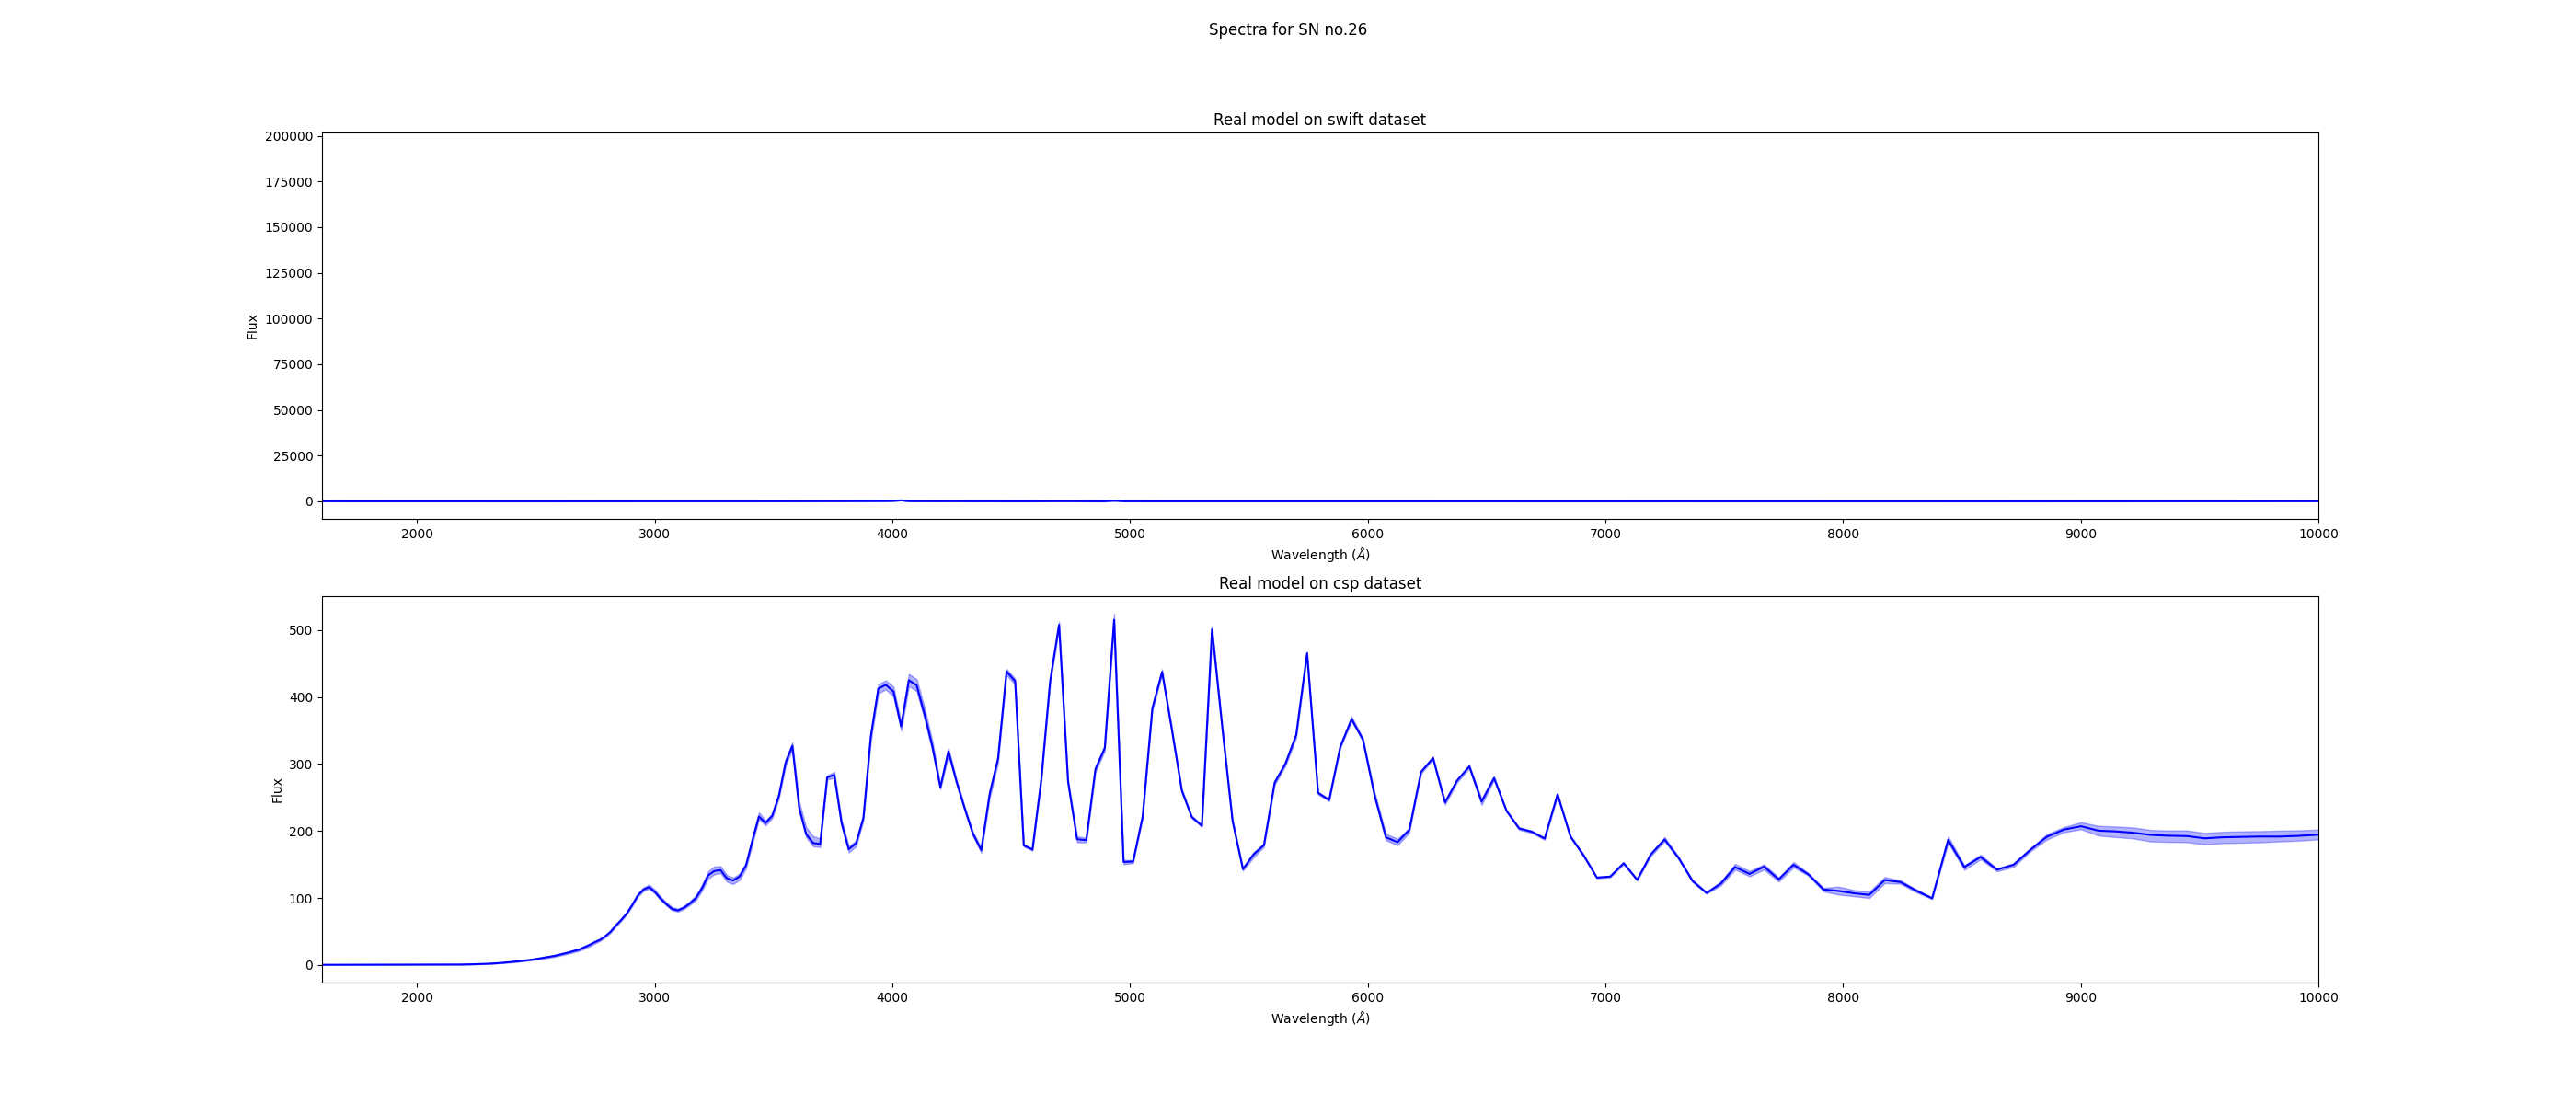 Spectra for SN no.26
Real model on swift dataset
200000
175000
150000
125000
100000
75000
50000
25000
0
Flux
2000 3000 4000 5000 6000 7000 8000 9000 10000
Wavelength (Å)
Real model on csp dataset
500
400
300
200
100
0
Flux
2000 3000 4000 5000 6000 7000 8000 9000 10000
Wavelength (Å)